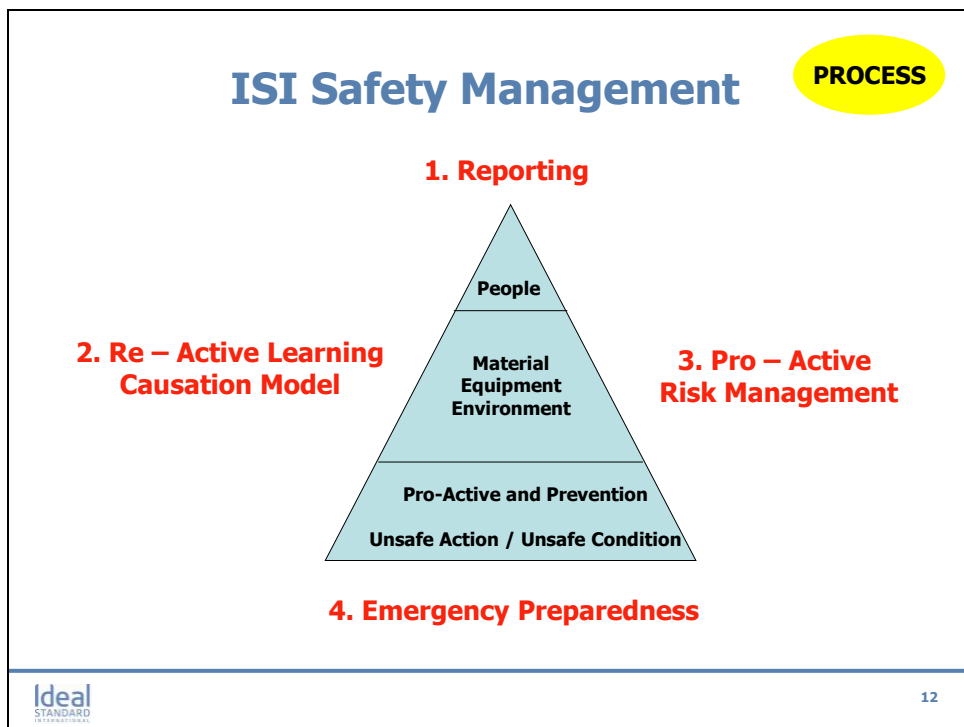 ISI Safety Management
PROCESS
1. Reporting
People
2. Re – Active Learning
Causation Model
Material
Equipment
Environment
3. Pro – Active
Risk Management
Pro-Active and Prevention
Unsafe Action / Unsafe Condition
4. Emergency Preparedness
Ideal
STANDARD
INTERNATIONAL
12